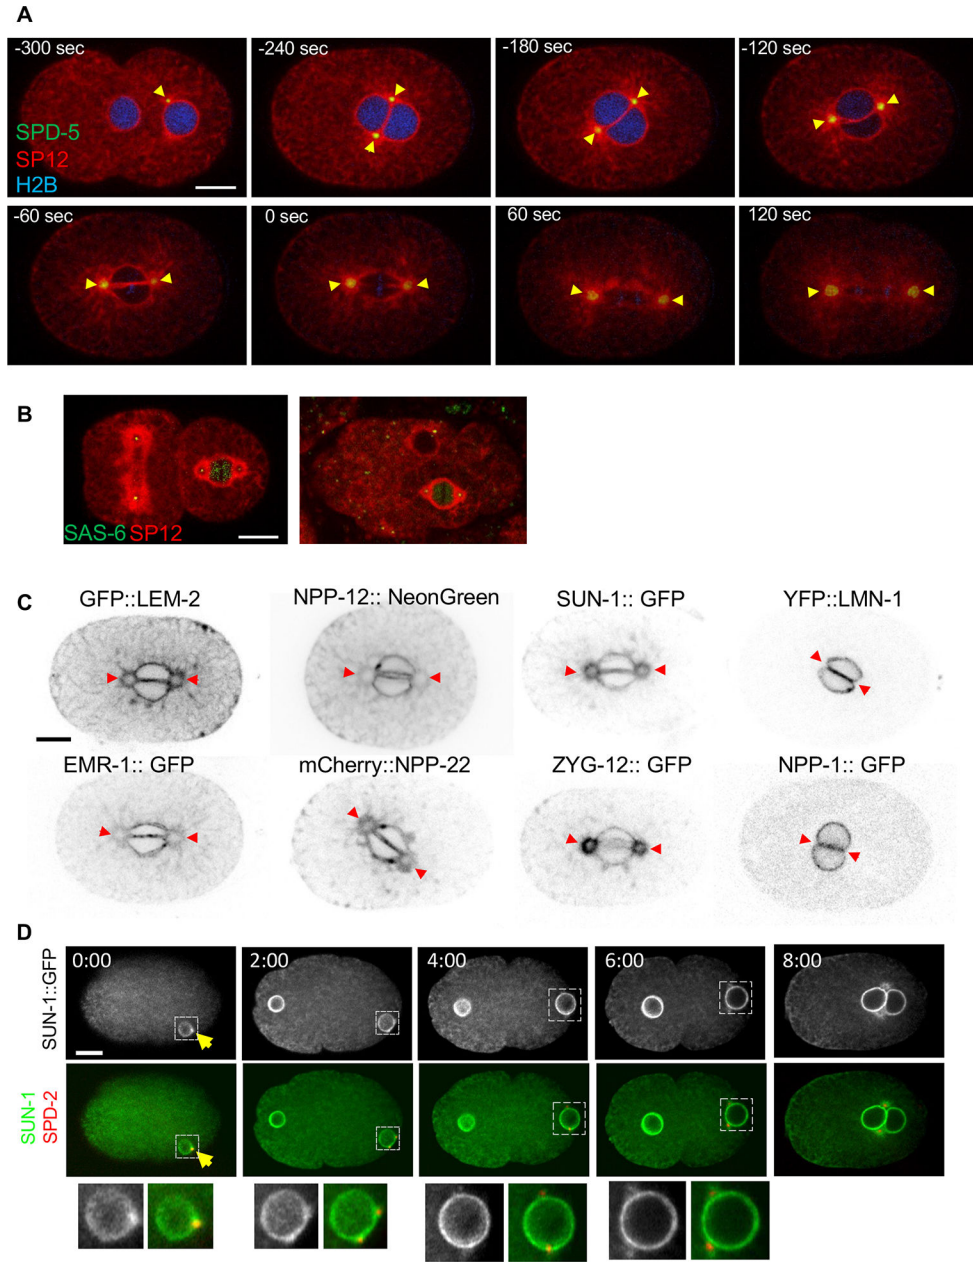 A
-300 sec
-240 sec
-180 sec
-120 sec
SPD-5
SP12
H2B
-60 sec
0 sec
60 sec
120 sec
B
SAS-6 SP12
C
GFP::LEM-2
NPP-12:: NeonGreen
SUN-1:: GFP
YFP::LMN-1
EMR-1:: GFP
mCherry::NPP-22
ZYG-12:: GFP
NPP-1:: GFP
D
SUN-1::GFP
0:00
2:00
4:00
6:00
8:00
SUN-1
SPD-2